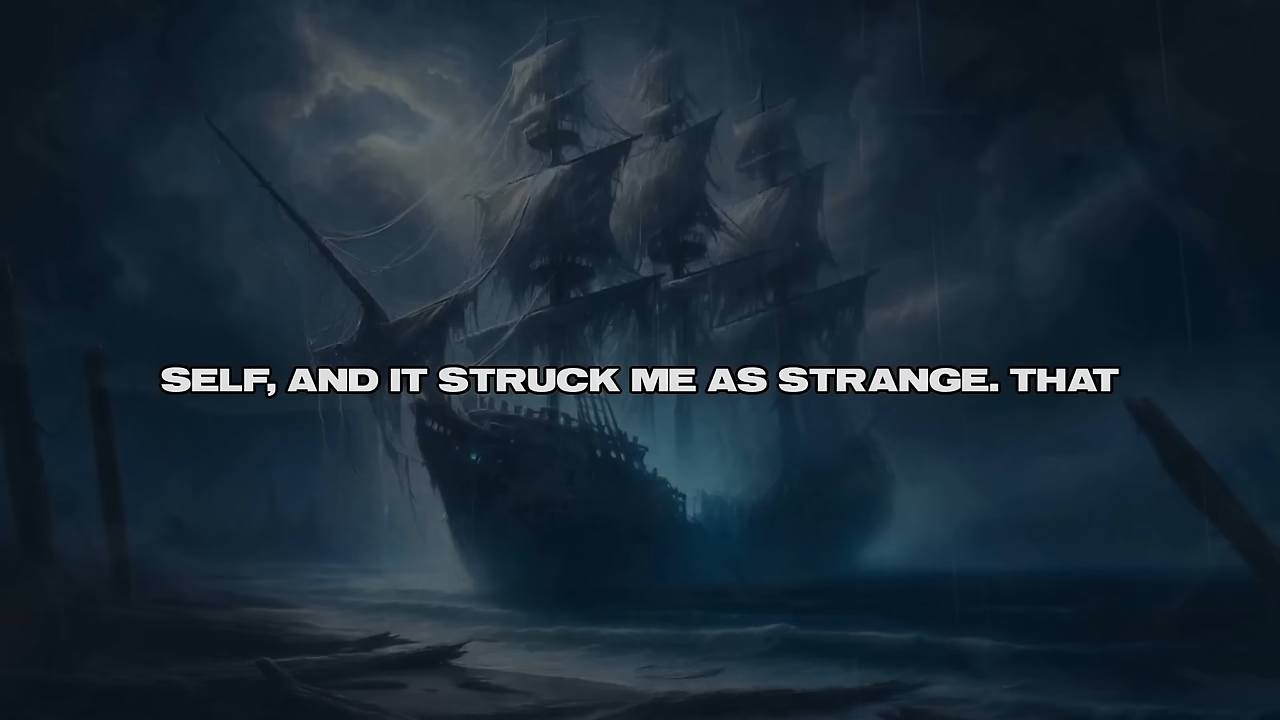 SELF, AND IT STRUCK ME AS STRANGE. THAT